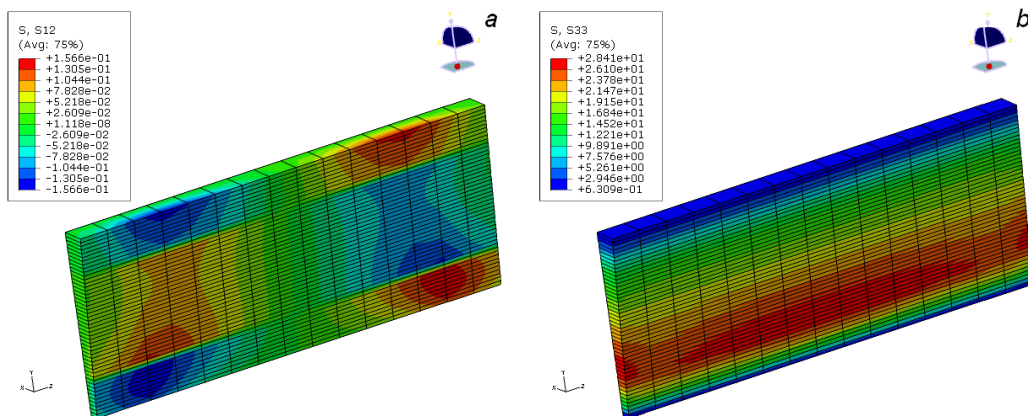 S, S12
(Avg: 75%)
+1.566e-01
+1.305e-01
+1.044e-01
+7.828e-02
+5.218e-02
+2.609e-02
+1.118e-08
-2.609e-02
-5.218e-02
-7.828e-02
-1.044e-01
-1.305e-01
-1.566e-01
a
Y
X
Z
S, S33
(Avg: 75%)
+2.841e+01
+2.610e+01
+2.378e+01
+2.147e+01
+1.915e+01
+1.684e+01
+1.452e+01
+1.221e+01
+9.891e+00
+7.576e+00
+5.261e+00
+2.946e+00
+6.309e-01
b
Y
X
Z